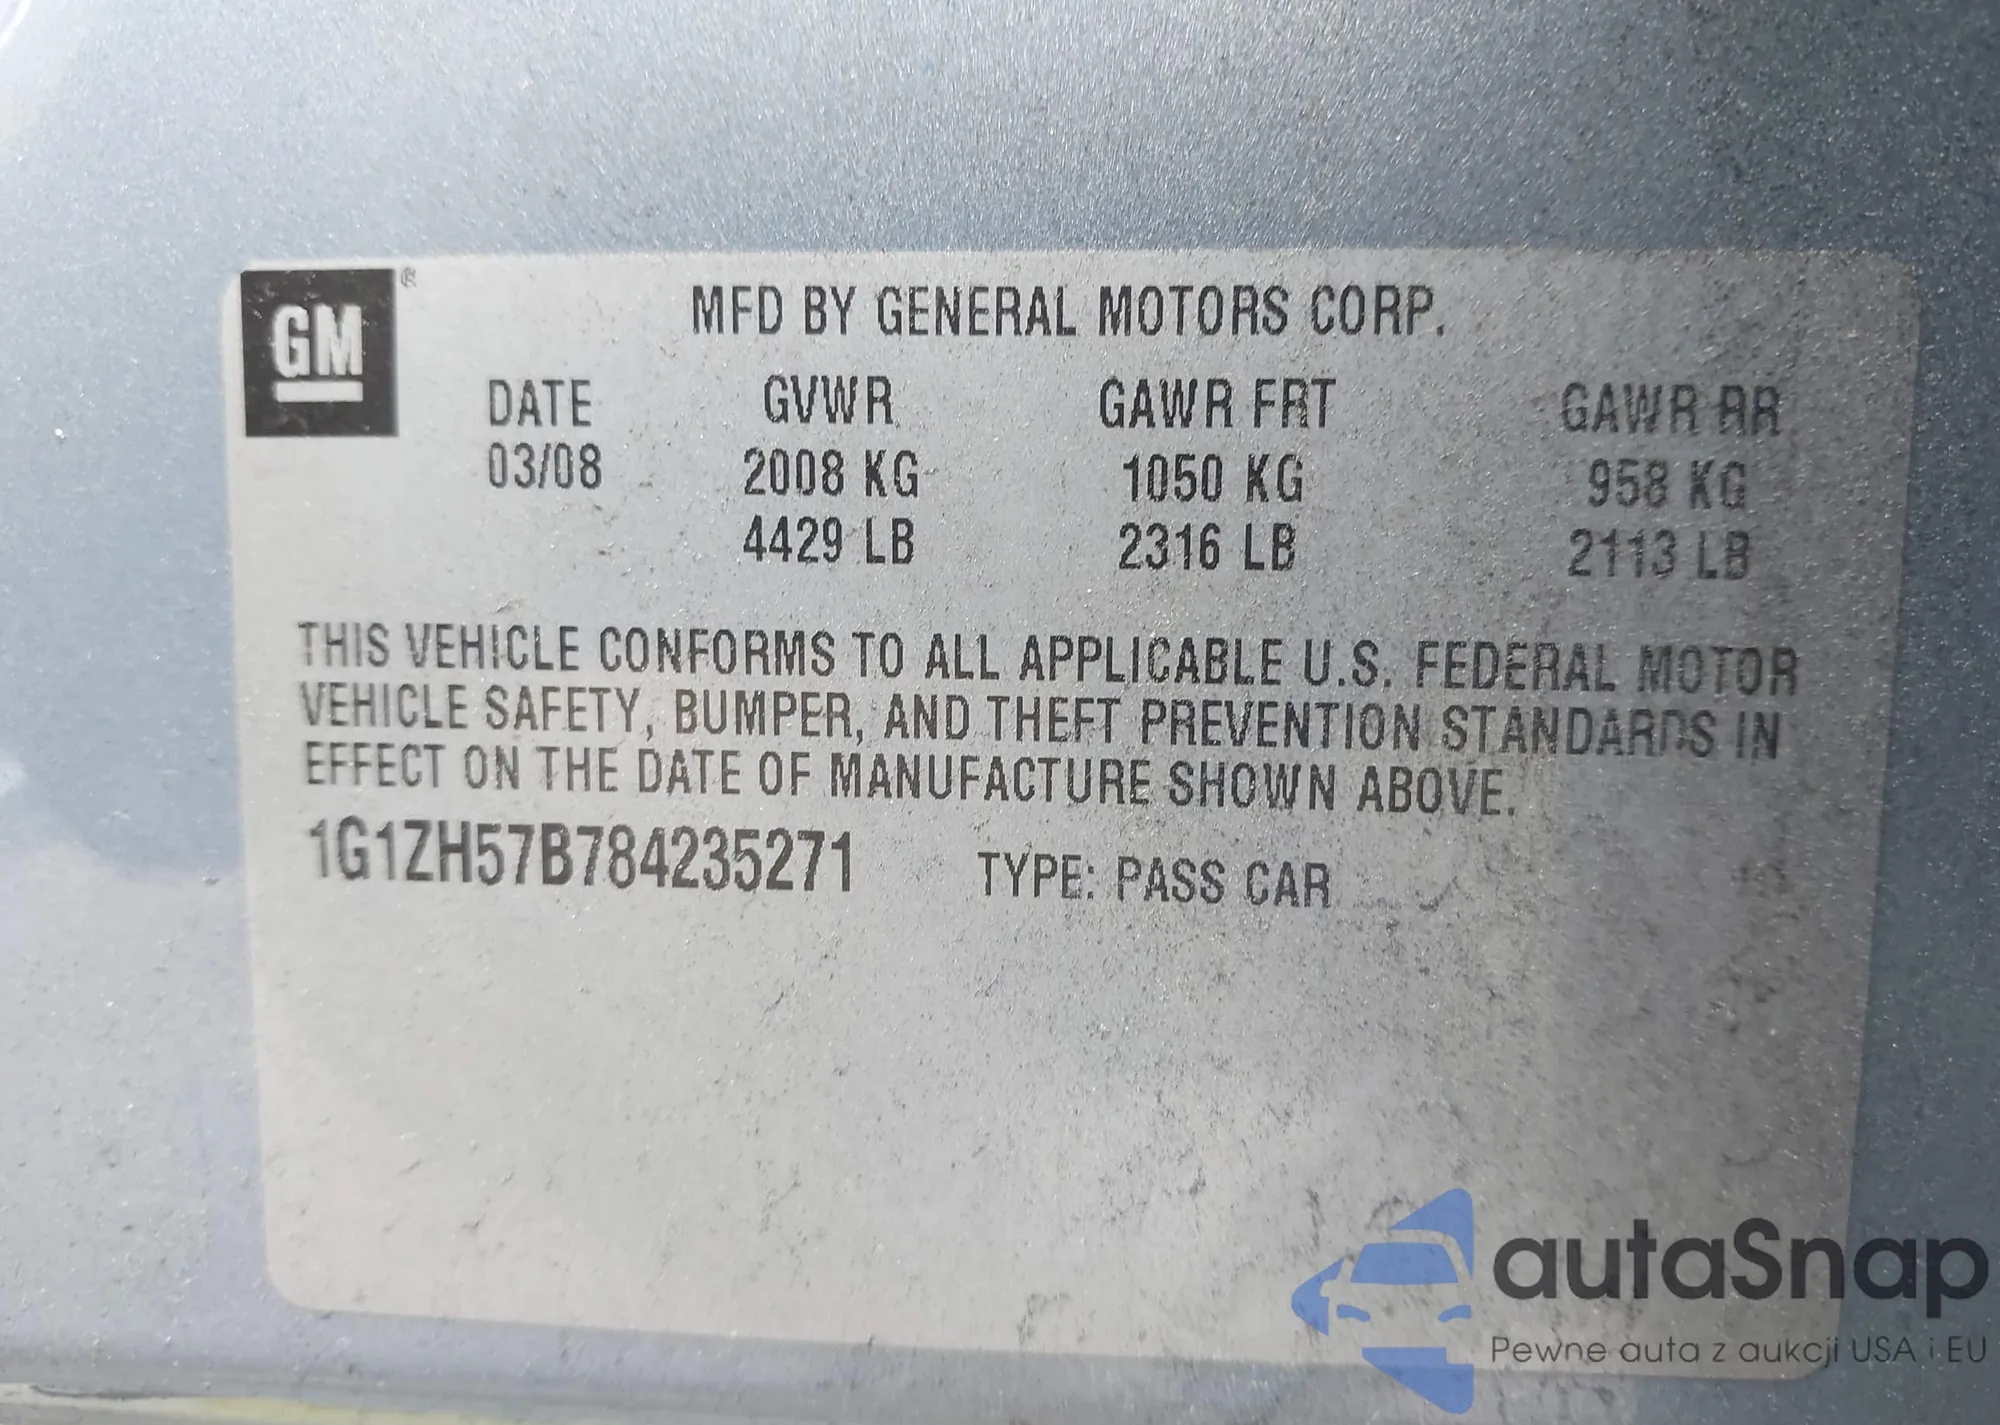 GM ®
MFD BY GENERAL MOTORS CORP.
DATE GVWR GAWR FRT GAWR RR
03/08 2008 KG 1050 KG 958 KG
4429 LB 2316 LB 2113 LB
THIS VEHICLE CONFORMS TO ALL APPLICABLE U.S. FEDERAL MOTOR
VEHICLE SAFETY, BUMPER, AND THEFT PREVENTION STANDARDS IN
EFFECT ON THE DATE OF MANUFACTURE SHOWN ABOVE.
1G1ZH57B784235271 TYPE: PASS CAR
autaSnap
Pewne auta z aukcji USA i EU